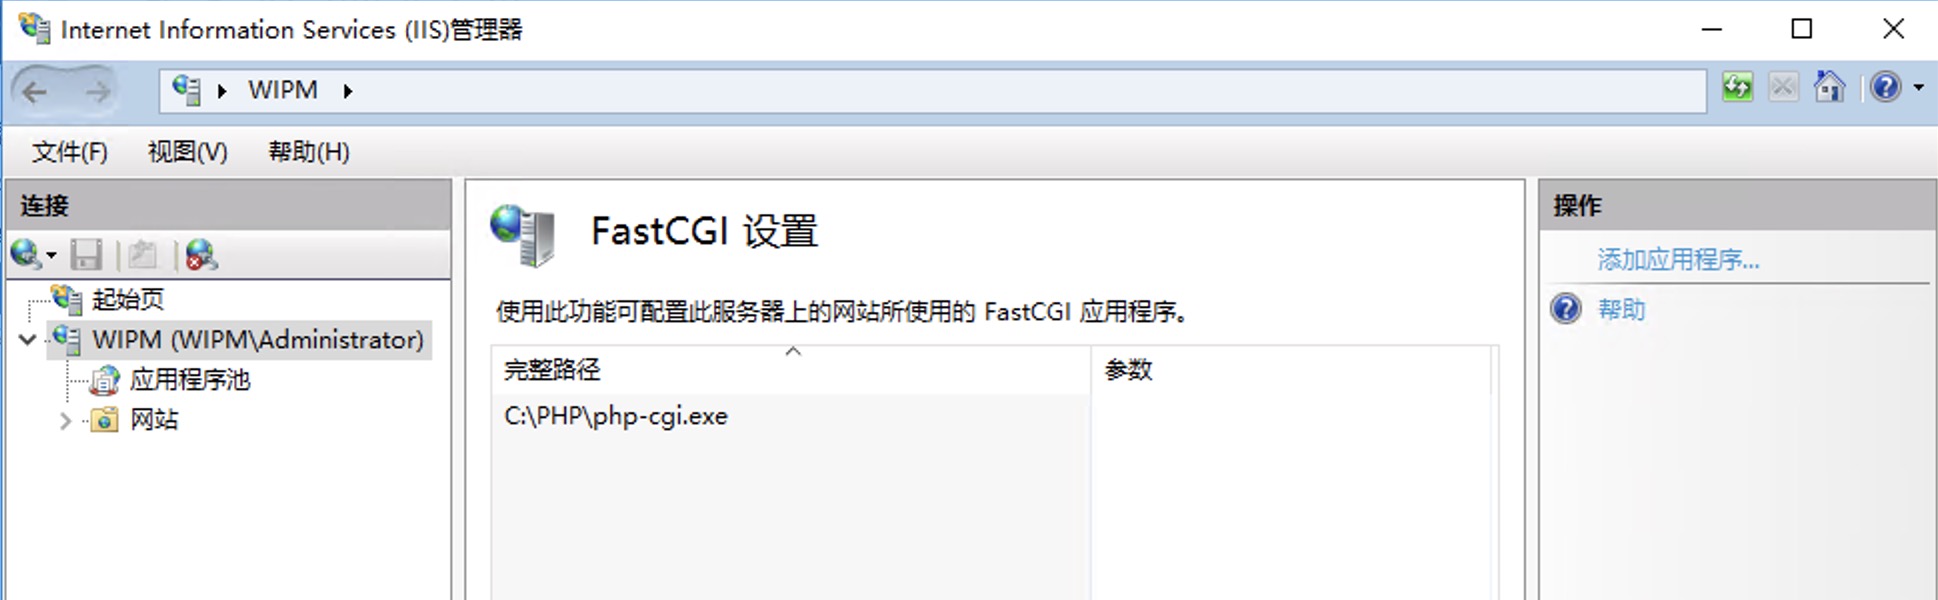 Internet Information Services (IIS)管理器
WIPM
文件(F) 视图(V) 帮助(H)
连接
起始页
WIPM (WIPM\Administrator)
应用程序池
网站
FastCGI 设置
使用此功能可配置此服务器上的网站所使用的 FastCGI 应用程序。
完整路径 参数
C:\PHP\php-cgi.exe
操作
添加应用程序...
帮助